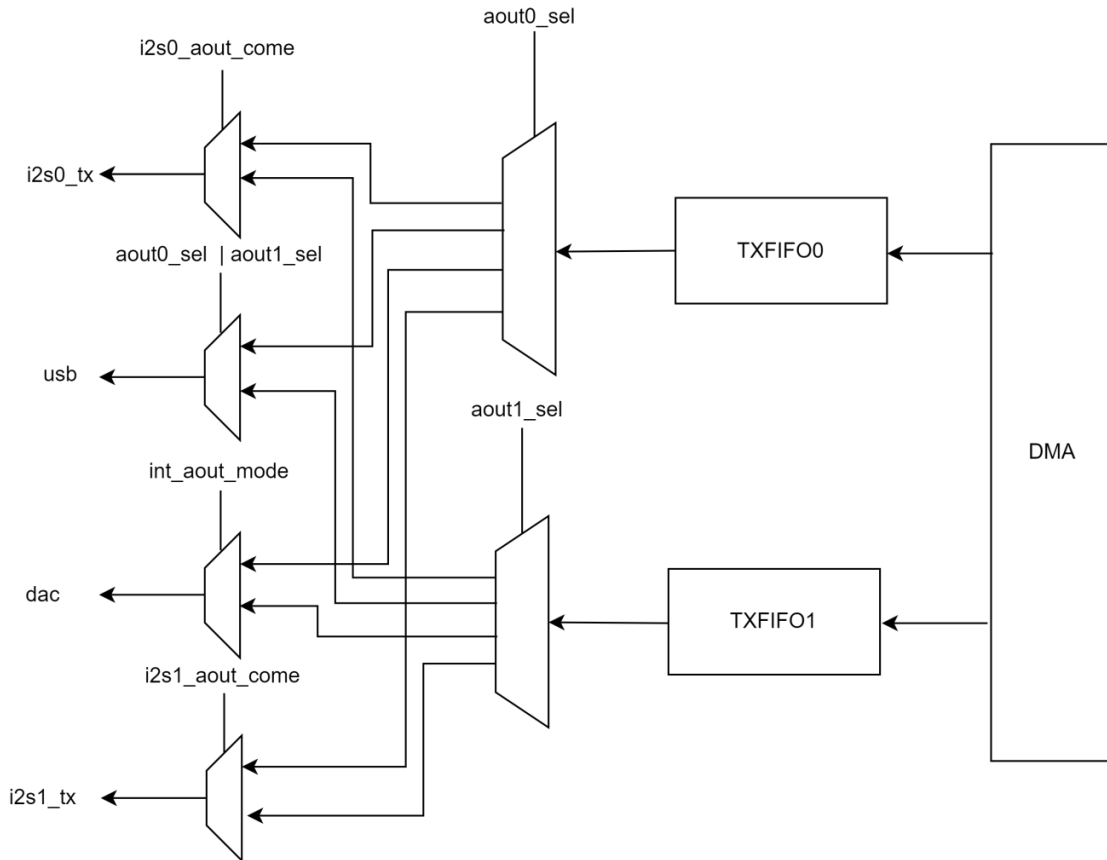 aout0_sel
i2s0_aout_come
i2s0_tx
aout0_sel | aout1_sel
TXFIFO0
usb
aout1_sel
DMA
int_aout_mode
dac
TXFIFO1
i2s1_aout_come
i2s1_tx